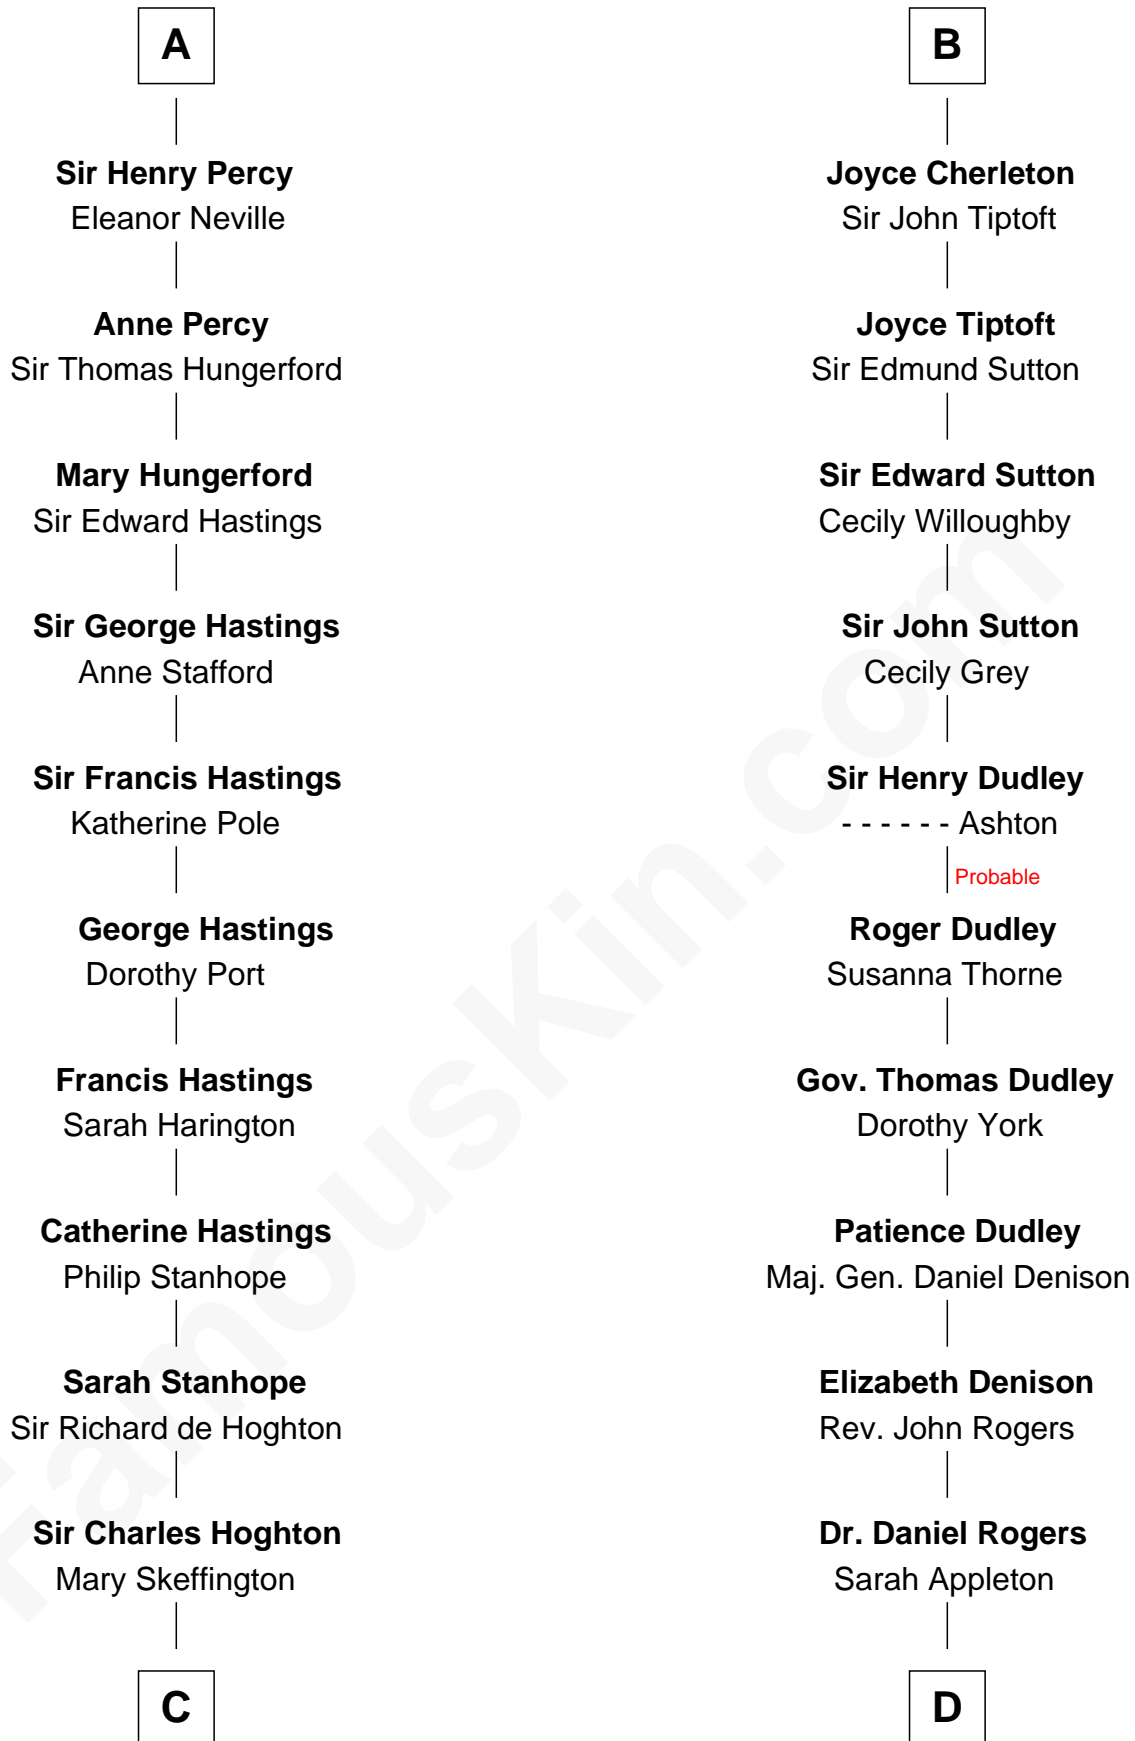 A
Sir Henry Percy
Eleanor Neville
Anne Percy
Sir Thomas Hungerford
Mary Hungerford
Sir Edward Hastings
Sir George Hastings
Anne Stafford
Sir Francis Hastings
Katherine Pole
George Hastings
Dorothy Port
Francis Hastings
Sarah Harington
Catherine Hastings
Philip Stanhope
Sarah Stanhope
Sir Richard de Hoghton
Sir Charles Hoghton
Mary Skeffington
C
B
Joyce Cherleton
Sir John Tiptoft
Joyce Tiptoft
Sir Edmund Sutton
Sir Edward Sutton
Cecily Willoughby
Sir John Sutton
Cecily Grey
Sir Henry Dudley
- - - - - - Ashton
Probable
Roger Dudley
Susanna Thorne
Gov. Thomas Dudley
Dorothy York
Patience Dudley
Maj. Gen. Daniel Denison
Elizabeth Denison
Rev. John Rogers
Dr. Daniel Rogers
Sarah Appleton
D
FamousKin.com